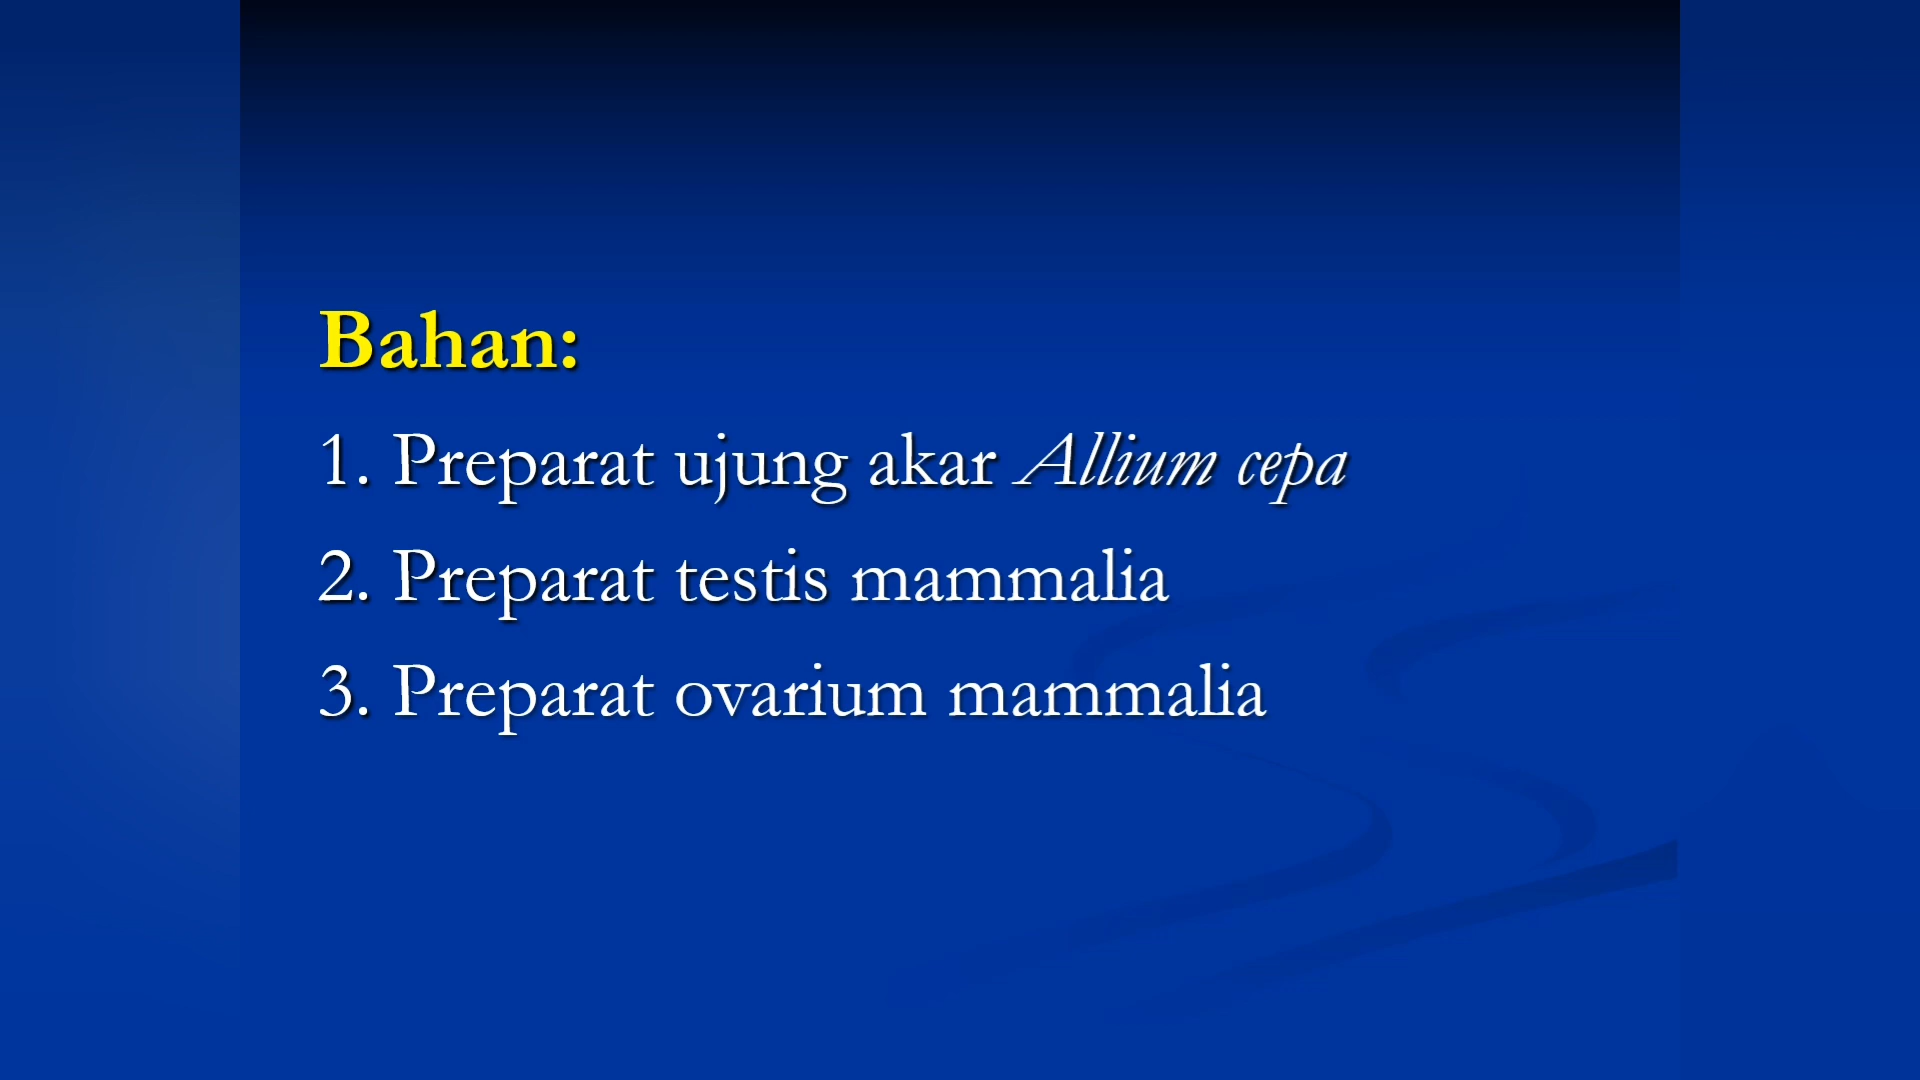 Bahan:
1. Preparat ujung akar Allium cepa
2. Preparat testis mammalia
3. Preparat ovarium mammalia